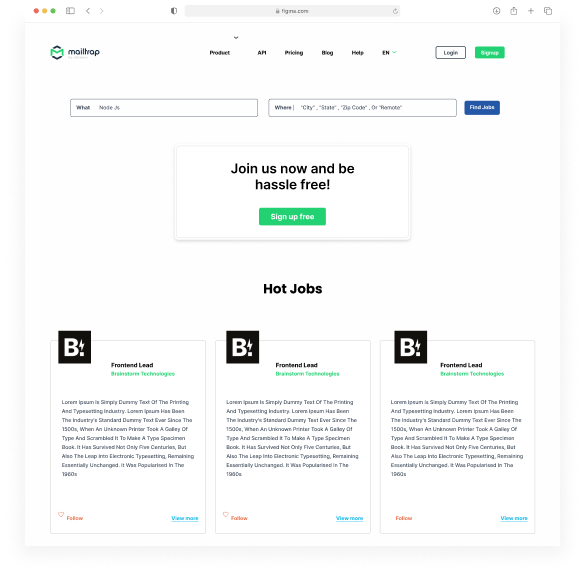 figma.com
mailtrap
Product API Pricing Blog Help EN Login Signup
What Node Js Where "City" , "State" , "Zip Code" , Or "Remote" Find Jobs
Join us now and be
hassle free!
Sign up free
Hot Jobs
B!
Frontend Lead
Brainstorm Technologies
Lorem Ipsum Is Simply Dummy Text Of The Printing
And Typesetting Industry. Lorem Ipsum Has Been
The Industry's Standard Dummy Text Ever Since The
1500s, When An Unknown Printer Took A Galley Of
Type And Scrambled It To Make A Type Specimen
Book. It Has Survived Not Only Five Centuries, But
Also The Leap Into Electronic Typesetting, Remaining
Essentially Unchanged. It Was Popularised In The
1960s
Follow View more
B!
Frontend Lead
Brainstorm Technologies
Lorem Ipsum Is Simply Dummy Text Of The Printing
And Typesetting Industry. Lorem Ipsum Has Been
The Industry's Standard Dummy Text Ever Since The
1500s, When An Unknown Printer Took A Galley Of
Type And Scrambled It To Make A Type Specimen
Book. It Has Survived Not Only Five Centuries, But
Also The Leap Into Electronic Typesetting, Remaining
Essentially Unchanged. It Was Popularised In The
1960s
Follow View more
B!
Frontend Lead
Brainstorm Technologies
Lorem Ipsum Is Simply Dummy Text Of The Printing
And Typesetting Industry. Lorem Ipsum Has Been
The Industry's Standard Dummy Text Ever Since The
1500s, When An Unknown Printer Took A Galley Of
Type And Scrambled It To Make A Type Specimen
Book. It Has Survived Not Only Five Centuries, But
Also The Leap Into Electronic Typesetting, Remaining
Essentially Unchanged. It Was Popularised In The
1960s
Follow View more